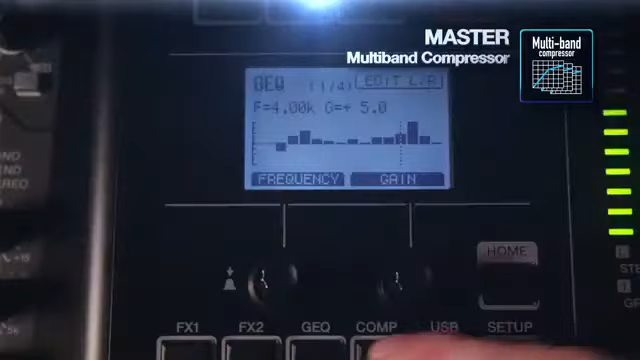 MASTER
Multiband Compressor
Multi-band
compressor
GEQ (1/4) EDIT L/R
F=4.00k G=+ 5.0
FREQUENCY GAIN
HOME
FX1 FX2 GEQ COMP USB SETUP